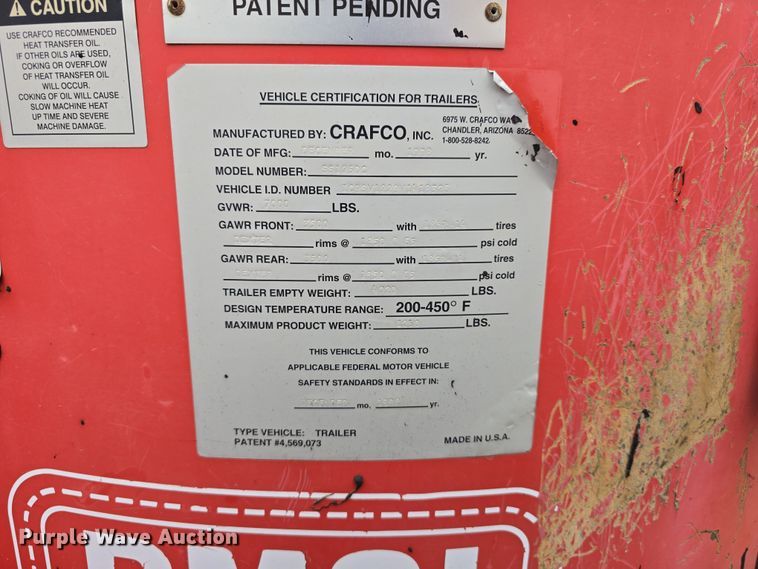 PATENT PENDING
CAUTION
USE CRAFCO RECOMMENDED
HEAT TRANSFER OIL.
IF OTHER OILS ARE USED,
COKING OR OVERFLOW
OF HEAT TRANSFER OIL
WILL OCCUR.
COKING OF OIL WILL CAUSE
SLOW MACHINE HEAT
UP TIME AND SEVERE
MACHINE DAMAGE.
VEHICLE CERTIFICATION FOR TRAILERS
MANUFACTURED BY: CRAFCO, INC.
6975 W. CRAFCO WA
CHANDLER, ARIZONA 8522
1-800-528-8242
DATE OF MFG: DECEMBER mo. yr.
MODEL NUMBER:
VEHICLE I.D. NUMBER
GVWR: 7000 LBS.
GAWR FRONT: 3500 with tires
DEXTER rims @ psi cold
GAWR REAR: 3500 with tires
DEXTER rims @ psi cold
TRAILER EMPTY WEIGHT: LBS.
DESIGN TEMPERATURE RANGE: 200-450° F
MAXIMUM PRODUCT WEIGHT: LBS.
THIS VEHICLE CONFORMS TO
APPLICABLE FEDERAL MOTOR VEHICLE
SAFETY STANDARDS IN EFFECT IN:
mo. yr.
TYPE VEHICLE: TRAILER
PATENT #4,569,073
MADE IN U.S.A.
Purple Wave Auction